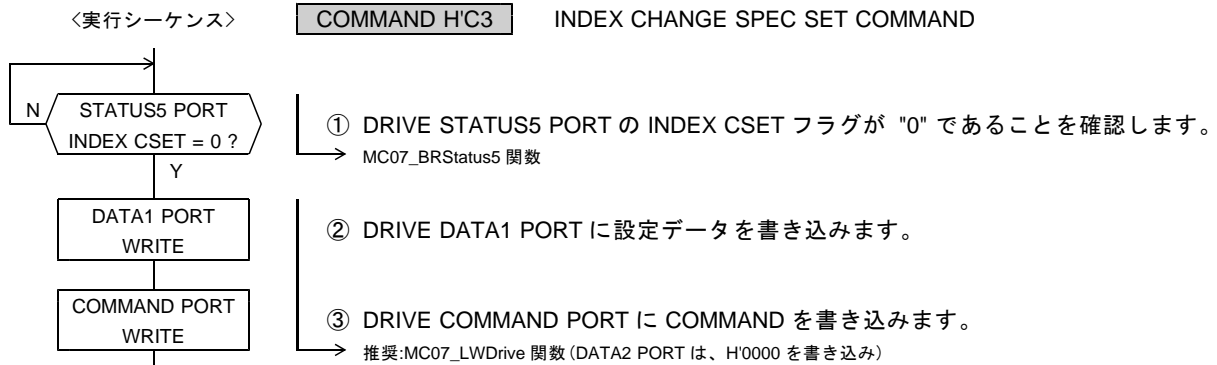 〈実行シーケンス〉 COMMAND H'C3 INDEX CHANGE SPEC SET COMMAND
N
STATUS5 PORT
INDEX CSET = 0 ?
Y
① DRIVE STATUS5 PORT の INDEX CSET フラグが "0" であることを確認します。
MC07_BRStatus5 関数
DATA1 PORT
WRITE
② DRIVE DATA1 PORT に設定データを書き込みます。
COMMAND PORT
WRITE
③ DRIVE COMMAND PORT に COMMAND を書き込みます。
推奨:MC07_LWDrive 関数(DATA2 PORT は、H'0000 を書き込み)